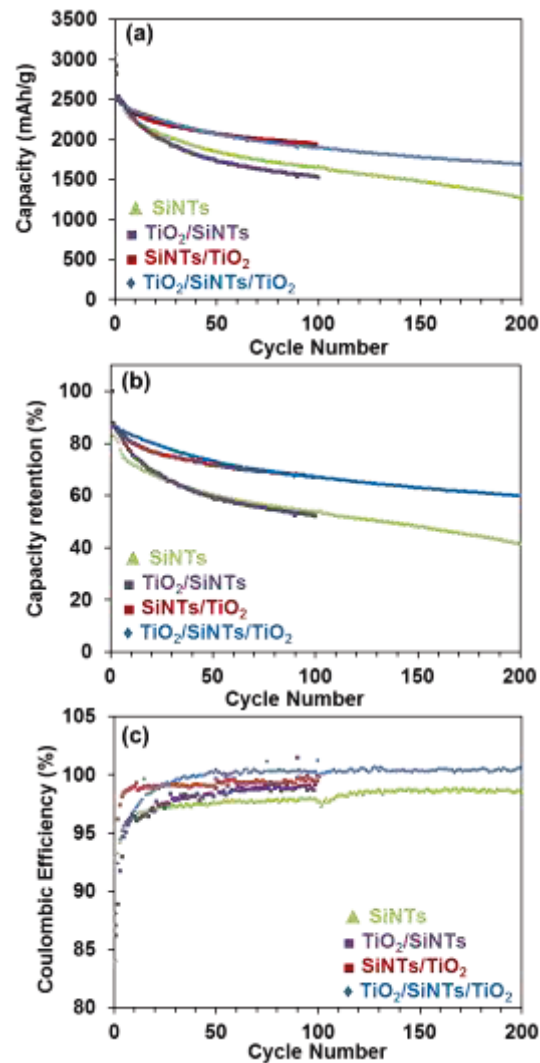 (a)
Capacity (mAh/g)
3500
3000
2500
2000
1500
1000
500
0
▲ SiNTs
■ TiO₂/SiNTs
■ SiNTs/TiO₂
♦ TiO₂/SiNTs/TiO₂
0 50 100 150 200
Cycle Number
(b)
Capacity retention (%)
100
80
60
40
20
0
▲ SiNTs
■ TiO₂/SiNTs
■ SiNTs/TiO₂
♦ TiO₂/SiNTs/TiO₂
0 50 100 150 200
Cycle Number
(c)
Coulombic Efficiency (%)
105
100
95
90
85
80
▲ SiNTs
■ TiO₂/SiNTs
■ SiNTs/TiO₂
♦ TiO₂/SiNTs/TiO₂
0 50 100 150 200
Cycle Number